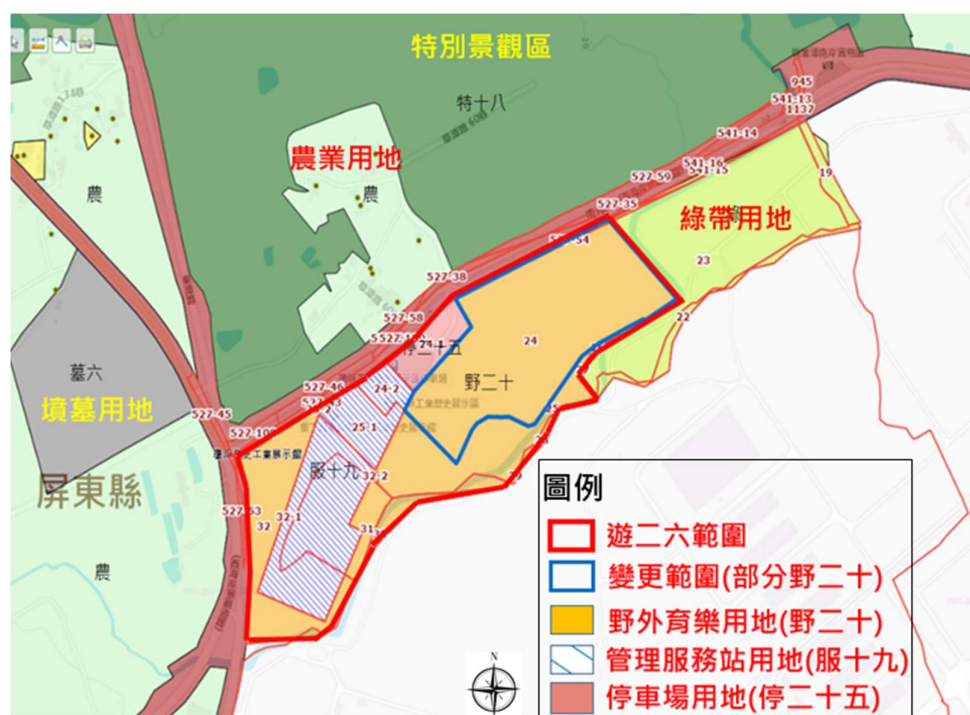 特別景觀區
特十八
945
541-13
1137
541-14
農業用地
541-16
541-15
527-59
19
農
農
527-35
綠帶用地
23
527-38
22
527-58
24
停二十五
墓六
野二十
527-46
24-2
墳墓用地
527-45
25-1
服十九
32-2
屏東縣
527-53
32
32-1
31
29
農
N
圖例
遊二六範圍
變更範圍(部分野二十)
野外育樂用地(野二十)
管理服務站用地(服十九)
停車場用地(停二十五)